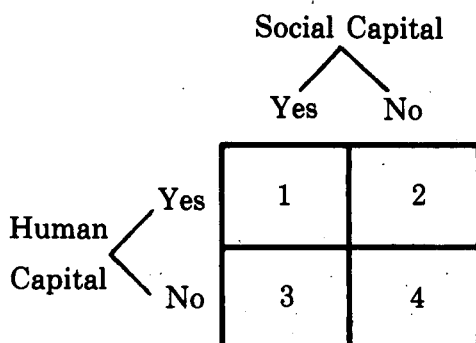 Social Capital
Yes No
Yes 1 2
Human
Capital
No 3 4